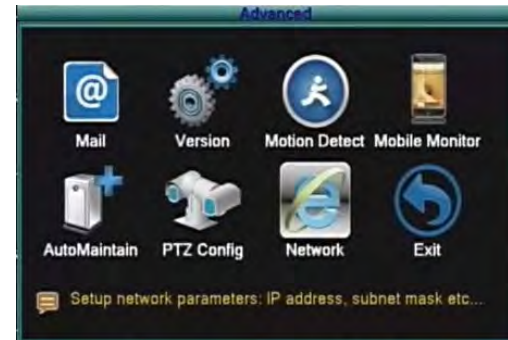 Advanced
Mail Version Motion Detect Mobile Monitor
AutoMaintain PTZ Config Network Exit
Setup network parameters: IP address, subnet mask etc...